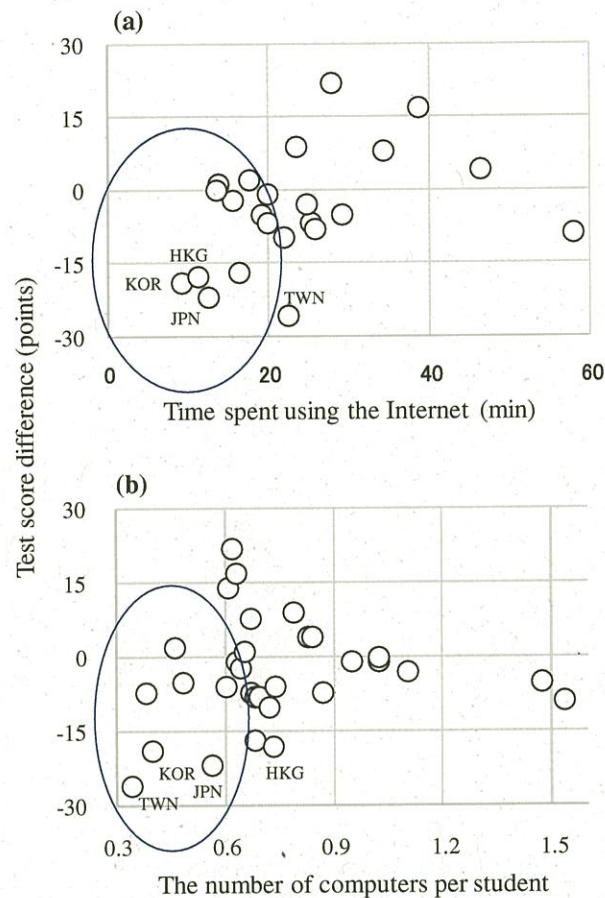 (a)
30
15
0
-15
-30
HKG
KOR
JPN
TWN
0 20 40 60
Time spent using the Internet (min)
Test score difference (points)
(b)
30
15
0
-15
-30
KOR
HKG
JPN
TWN
0.3 0.6 0.9 1.2 1.5
The number of computers per student